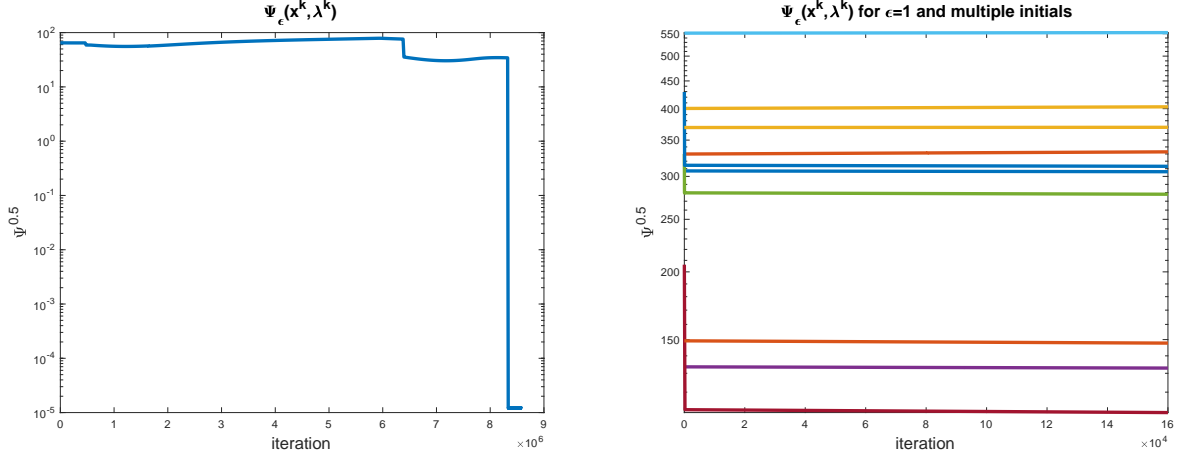 Ψ_ϵ(x^k, λ^k)
10^2
10^1
10^0
10^-1
10^-2
10^-3
10^-4
10^-5
Ψ^0.5
0 1 2 3 4 5 6 7 8 9
×10^6
iteration
Ψ_ϵ(x^k, λ^k) for ϵ=1 and multiple initials
550
500
450
400
350
300
250
200
150
Ψ^0.5
0 2 4 6 8 10 12 14 16
×10^4
iteration